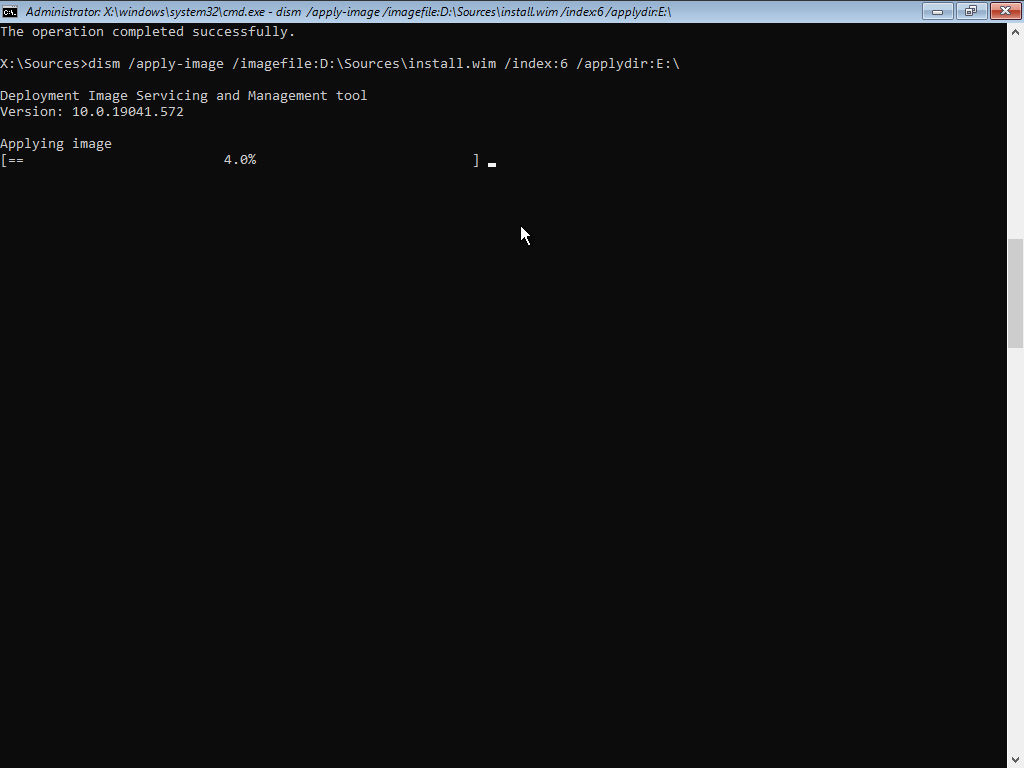 Administrator: X:\windows\system32\cmd.exe - dism  /apply-image /imagefile:D:\Sources\install.wim /index:6 /applydir:E:\
The operation completed successfully.
X:\Sources>dism /apply-image /imagefile:D:\Sources\install.wim /index:6 /applydir:E:\
Deployment Image Servicing and Management tool
Version: 10.0.19041.572
Applying image
[==                         4.0%                           ]